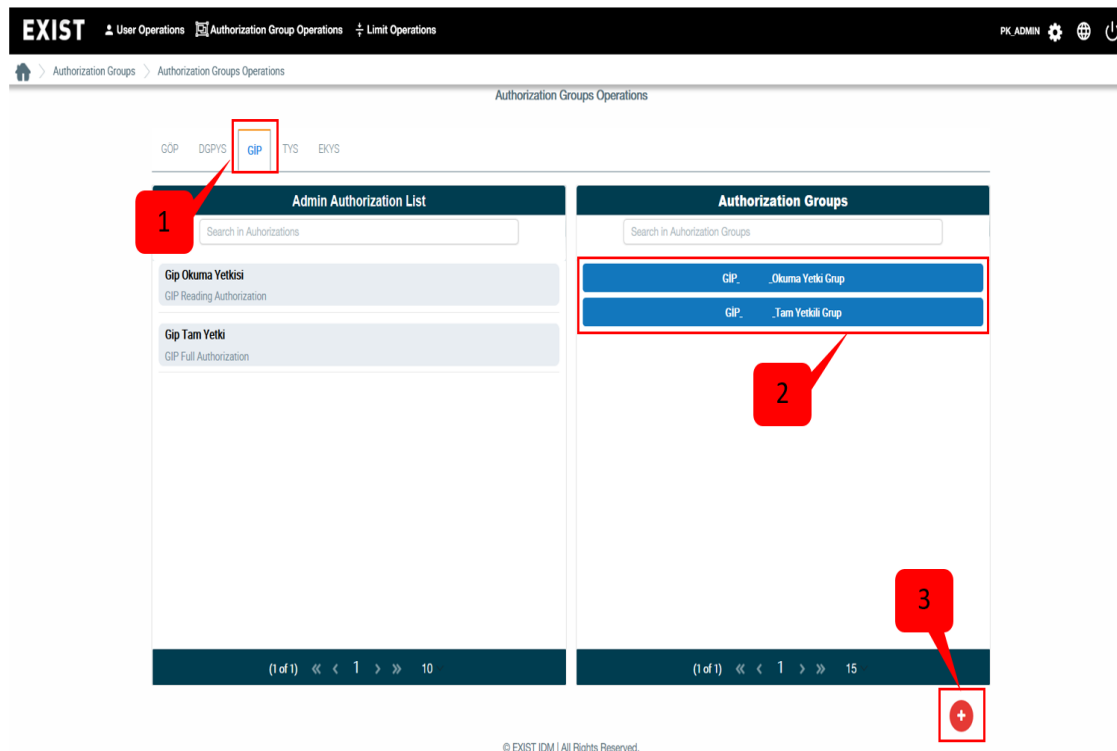 EXIST User Operations Authorization Group Operations Limit Operations PK_ADMIN
Authorization Groups Authorization Groups Operations
Authorization Groups Operations
GÖP DGPYS GİP TYS EKYS
1
Admin Authorization List
Search in Auhorizations
Gip Okuma Yetkisi
GIP Reading Authorization
Gip Tam Yetki
GIP Full Authorization
(1 of 1) « ‹ 1 › » 10
Authorization Groups
Search in Auhorization Groups
GİP_ _Okuma Yetki Grup
GİP_ _Tam Yetkili Grup
2
3
(1 of 1) « ‹ 1 › » 15
+
© EXIST IDM | All Rights Reserved.